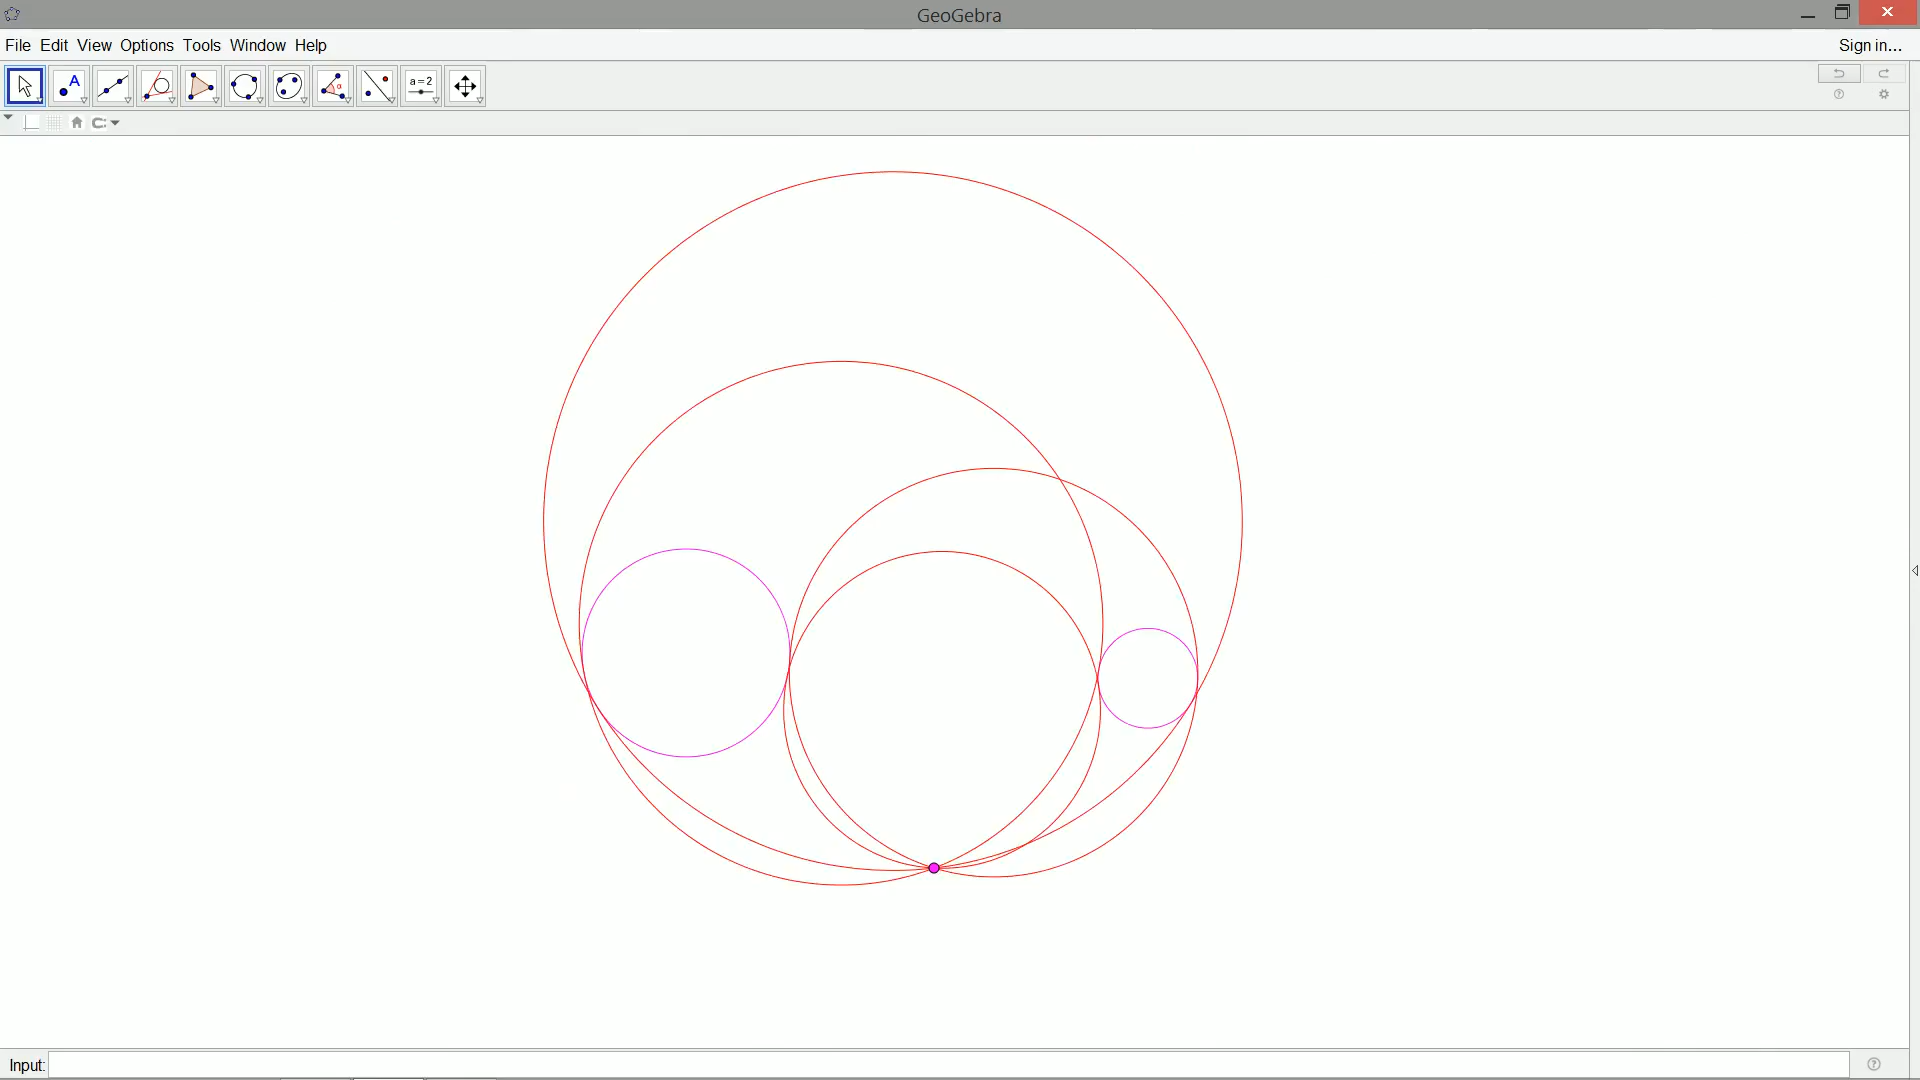 GeoGebra
File Edit View Options Tools Window Help
Sign in...
A
α
a=2
Input: